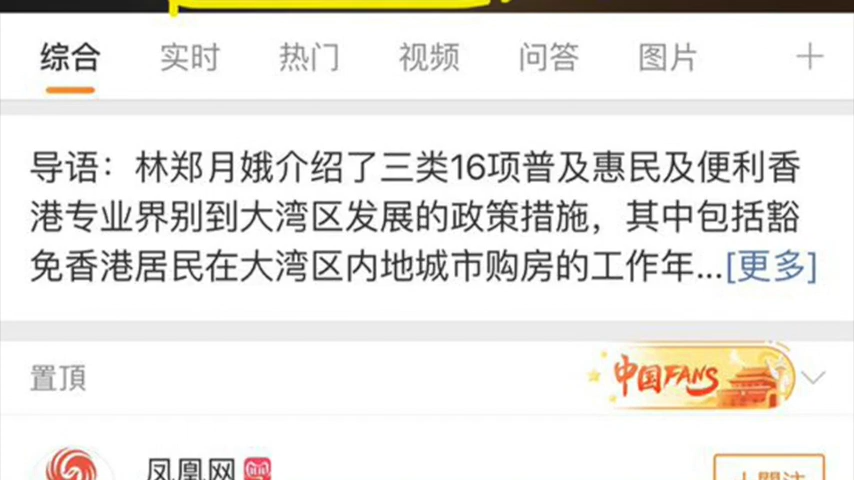 综合 实时 热门 视频 问答 图片
导语：林郑月娥介绍了三类16项普及惠民及便利香
港专业界别到大湾区发展的政策措施，其中包括豁
免香港居民在大湾区内地城市购房的工作年...[更多]
置頂
中国FANS
凤凰网
+關注